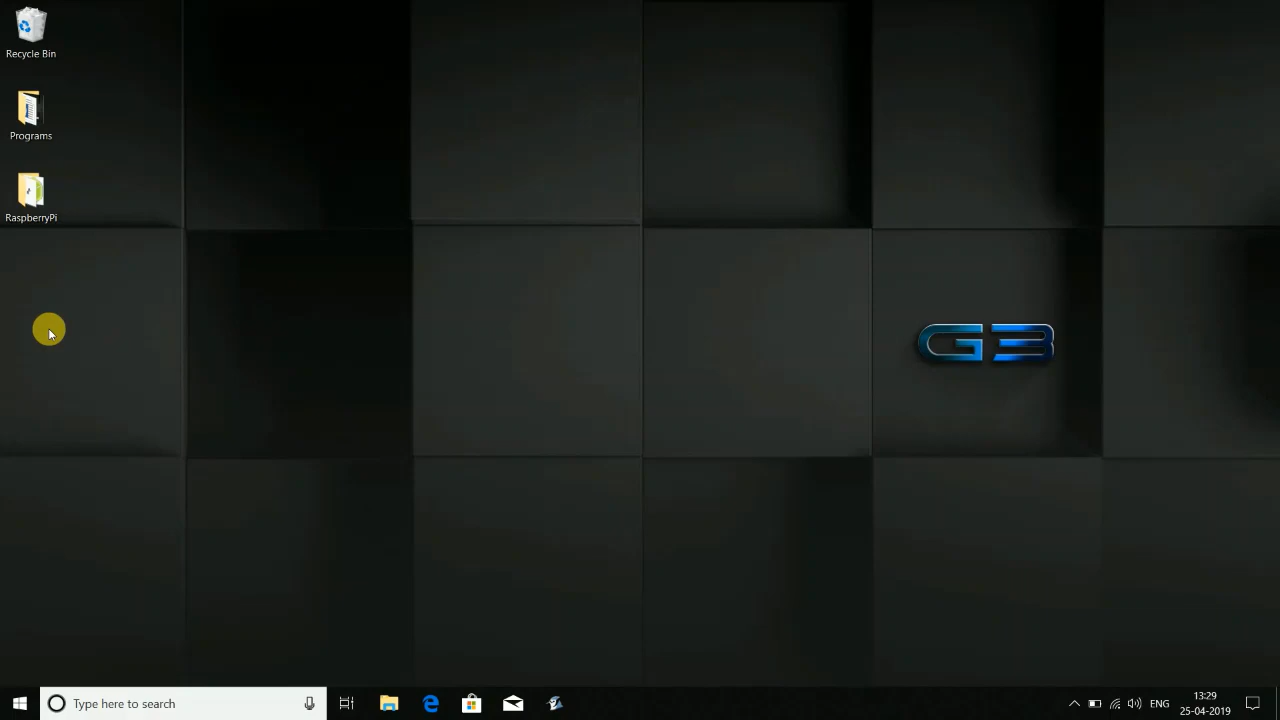 Recycle Bin
Programs
RaspberryPi
G3
Type here to search
ENG
13:29
25-04-2019